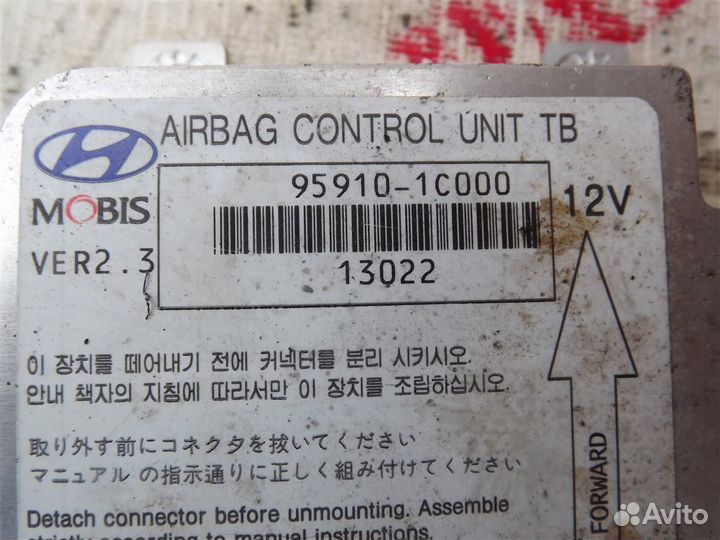 AIRBAG CONTROL UNIT TB
95910-1C000
12V
MOBIS
VER2.3
13022
이 장치를 떼어내기 전에 커넥터를 분리 시키시오.
안내 책자의 지침에 따라서만 이 장치를 조립하십시오.
取り外す前にコネクタを抜いてください
マニュアルの指示通りに正しく組み付けてください
Detach connector before unmounting. Assemble
strictly according to manual instructions.
FORWARD
Avito